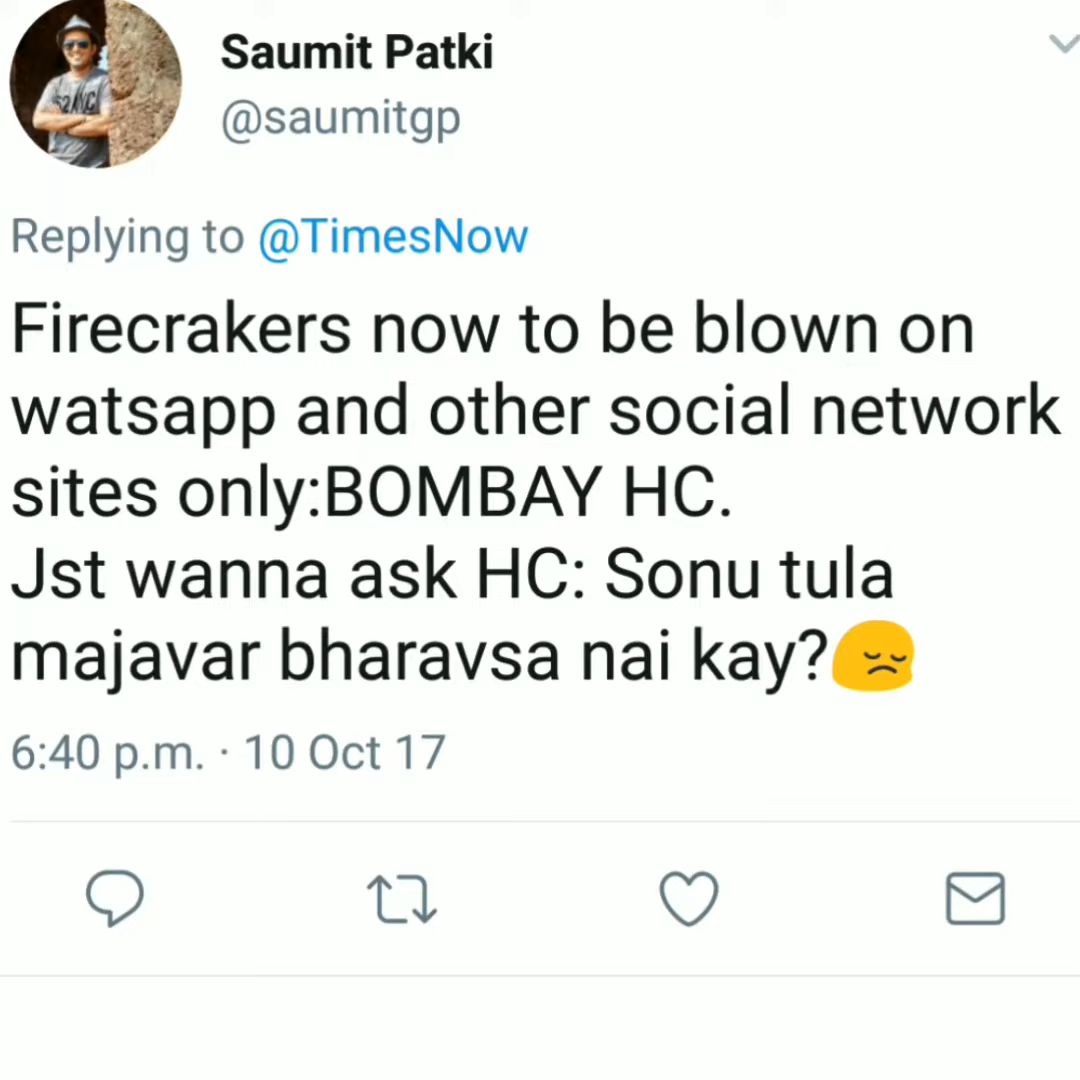 Saumit Patki
@saumitgp
Replying to @TimesNow
Firecrakers now to be blown on
watsapp and other social network
sites only:BOMBAY HC.
Jst wanna ask HC: Sonu tula
majavar bharavsa nai kay?😔
6:40 p.m. · 10 Oct 17